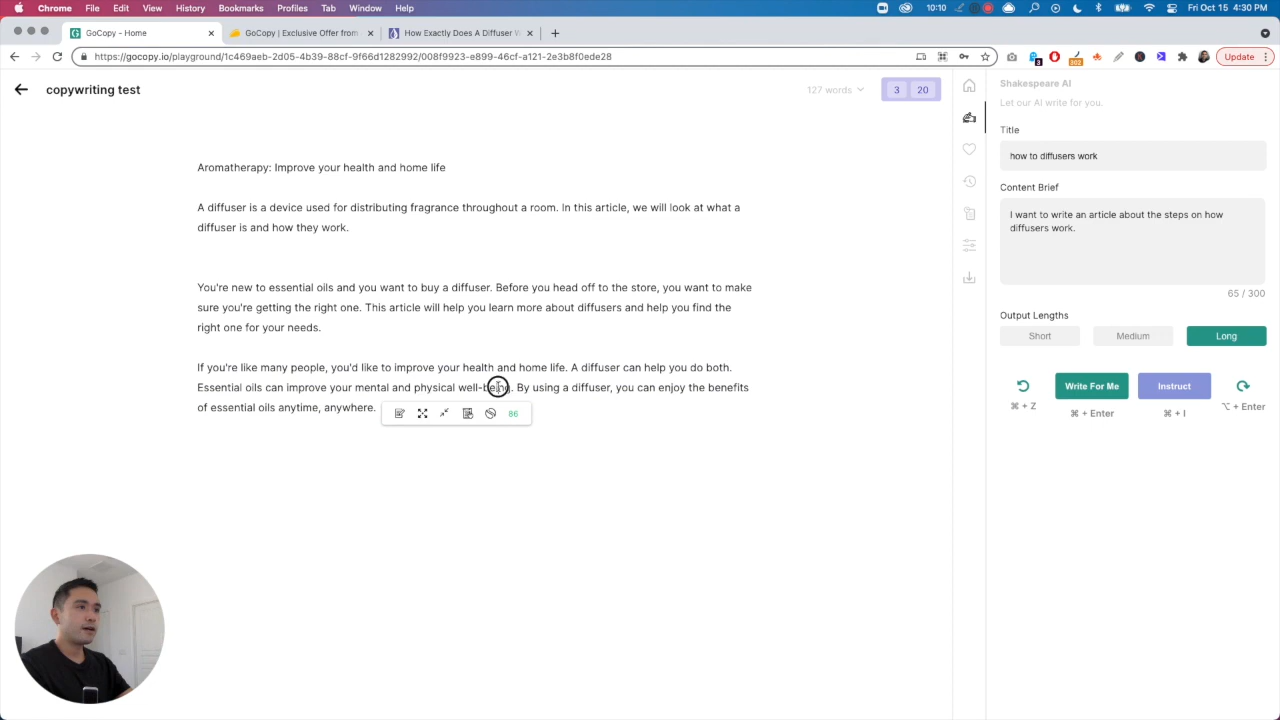 Chrome File Edit View History Bookmarks Profiles Tab Window Help
10:10
Fri Oct 15 4:30 PM
GoCopy - Home
GoCopy | Exclusive Offer from
How Exactly Does A Diffuser W
https://gocopy.io/playground/1c469aeb-2d05-4b39-88cf-9f66d1282992/008f9923-e899-46cf-a121-2e3b8f0ede28
3
302
Update
copywriting test
127 words
3 20
Aromatherapy: Improve your health and home life
A diffuser is a device used for distributing fragrance throughout a room. In this article, we will look at what a
diffuser is and how they work.
You're new to essential oils and you want to buy a diffuser. Before you head off to the store, you want to make
sure you're getting the right one. This article will help you learn more about diffusers and help you find the
right one for your needs.
If you're like many people, you'd like to improve your health and home life. A diffuser can help you do both.
Essential oils can improve your mental and physical well-being. By using a diffuser, you can enjoy the benefits
of essential oils anytime, anywhere.
86
Shakespeare AI
Let our AI write for you.
Title
how to diffusers work
Content Brief
I want to write an article about the steps on how
diffusers work.
65 / 300
Output Lengths
Short Medium Long
Write For Me Instruct
⌘ + Z ⌘ + Enter ⌘ + I ⌥ + Enter